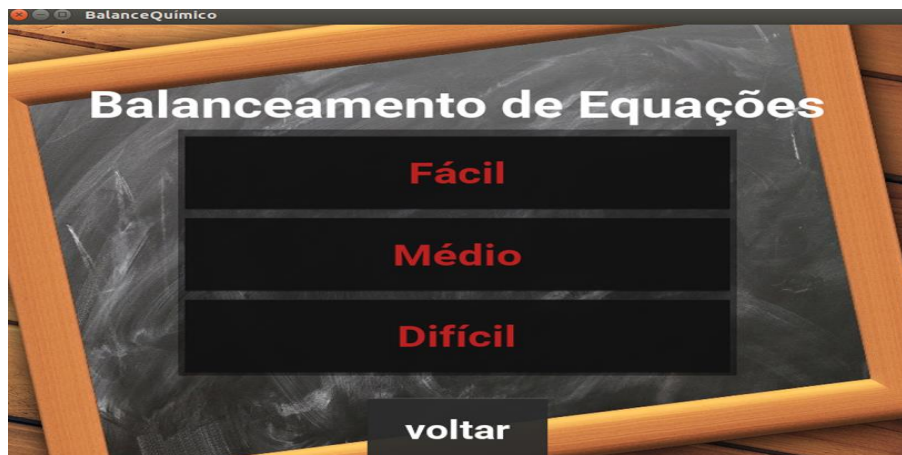 BalanceQuímico
Balanceamento de Equações
Fácil
Médio
Difícil
voltar